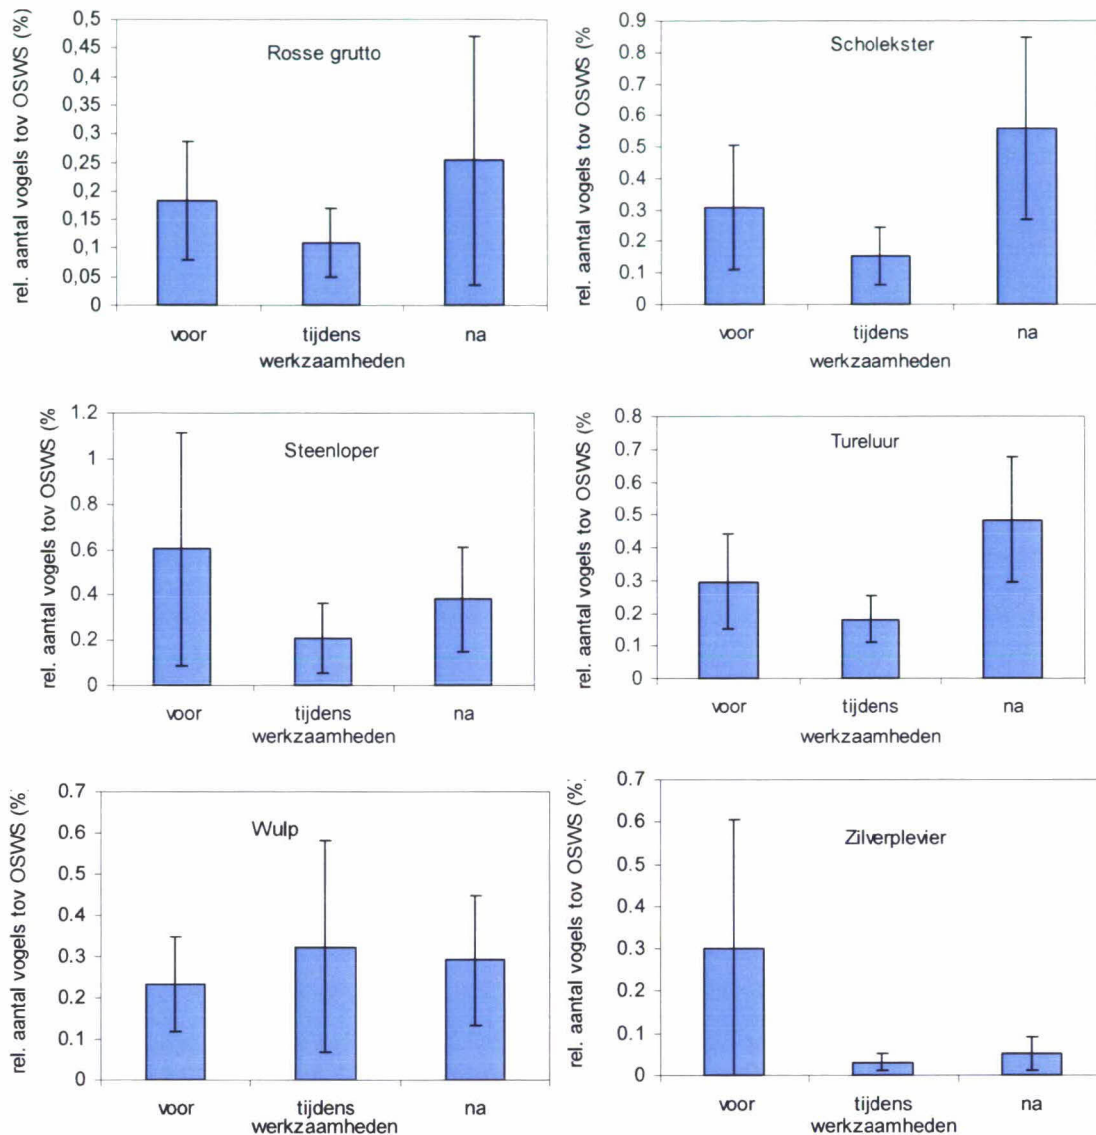 rel. aantal vogels tov OSWS (%)
0,5
0,45
0,4
0,35
0,3
0,25
0,2
0,15
0,1
0,05
0
Rosse grutto
voor tijdens na
werkzaamheden
rel. aantal vogels tov OSWS (%
0.9
0.8
0.7
0.6
0.5
0.4
0.3
0.2
0.1
0
Scholekster
voor tijdens na
werkzaamheden
rel. aantal vogels tov OSWS (%
1.2
1
0.8
0.6
0.4
0.2
0
Steenloper
voor tijdens na
werkzaamheden
rel. aantal vogels tov OSWS (%
0.8
0.7
0.6
0.5
0.4
0.3
0.2
0.1
0
Tureluur
voor tijdens na
werkzaamheden
rel. aantal vogels tov OSWS (%
0.7
0.6
0.5
0.4
0.3
0.2
0.1
0
Wulp
voor tijdens na
werkzaamheden
rel. aantal vogels tov OSWS (%
0.7
0.6
0.5
0.4
0.3
0.2
0.1
0
Zilverplevier
voor tijdens na
werkzaamheden